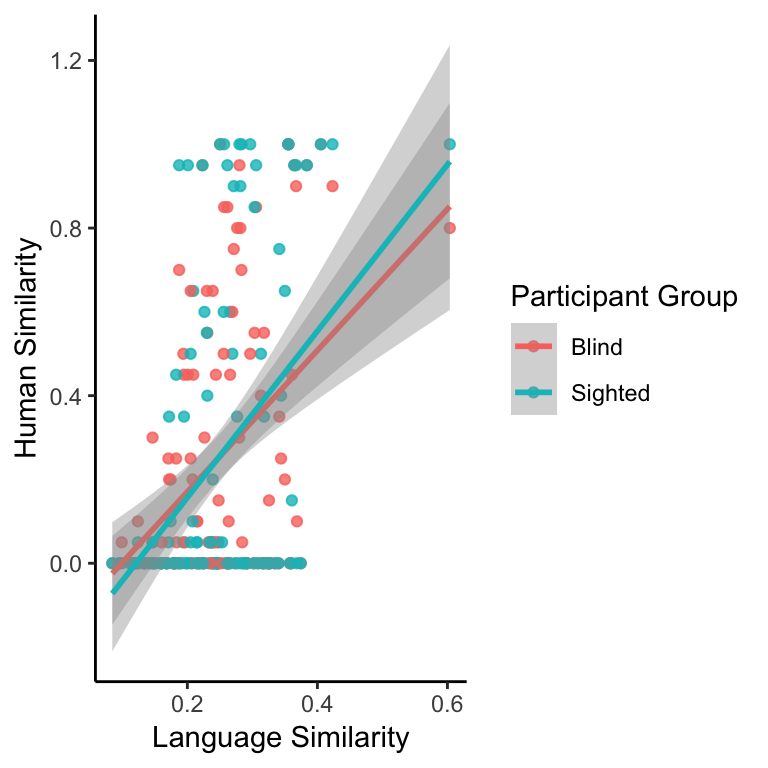 1.2
0.8
0.4
0.0
Human Similarity
0.2 0.4 0.6
Language Similarity
Participant Group
Blind
Sighted